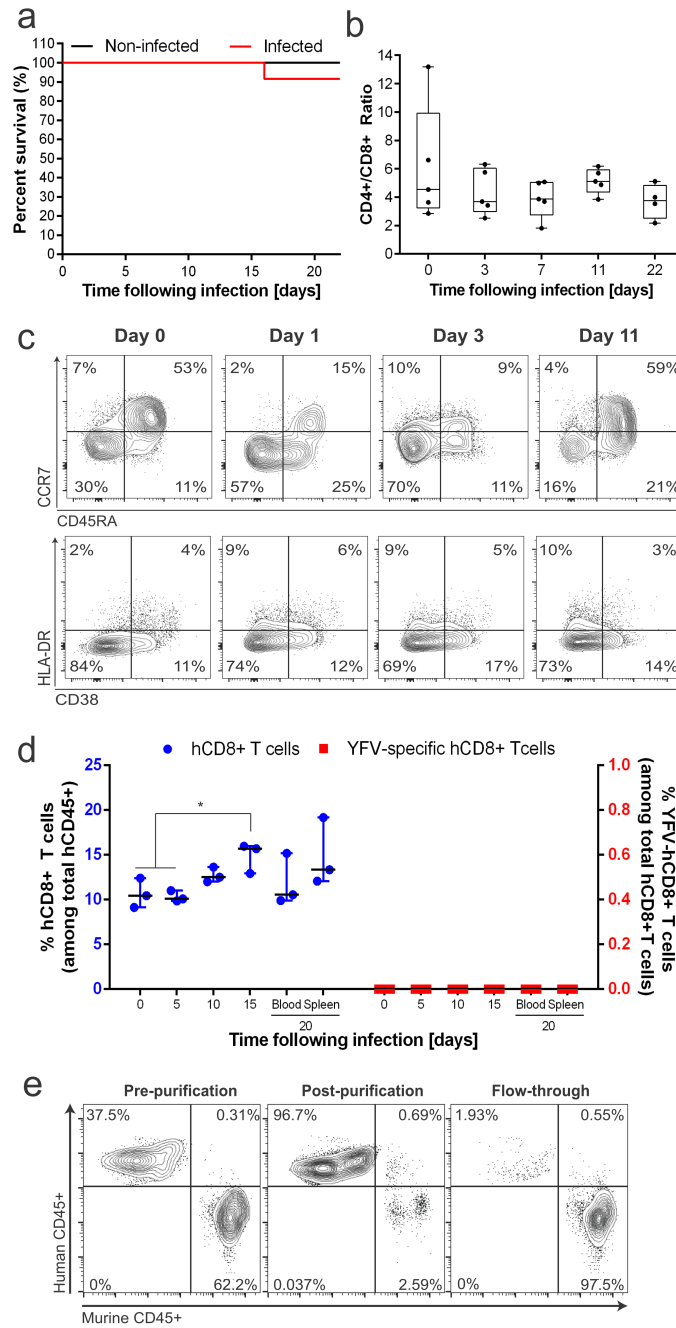 a
Non-infected
Infected
110
100
90
80
70
60
50
40
30
20
10
0
Percent survival (%)
0 5 10 15 20
Time following infection [days]
b
14
12
10
8
6
4
2
0
CD4+/CD8+ Ratio
0 3 7 11 22
Time following infection [days]
c
Day 0 Day 1 Day 3 Day 11
7% 53% 2% 15% 10% 9% 4% 59%
30% 11% 57% 25% 70% 11% 16% 21%
CCR7
CD45RA
2% 4% 9% 6% 9% 5% 10% 3%
84% 11% 74% 12% 69% 17% 73% 14%
HLA-DR
CD38
d
hCD8+ T cells
YFV-specific hCD8+ Tcells
25
20
15
10
5
0
% hCD8+ T cells
(among total hCD45+)
*
1.0
0.8
0.6
0.4
0.2
0.0
% YFV-hCD8+ T cells
(among total hCD8+T cells)
0 5 10 15 Blood Spleen 0 5 10 15 Blood Spleen
20 20
Time following infection [days]
e
Pre-purification Post-purification Flow-through
37.5% 0.31% 96.7% 0.69% 1.93% 0.55%
0% 62.2% 0.037% 2.59% 0% 97.5%
Human CD45+
Murine CD45+